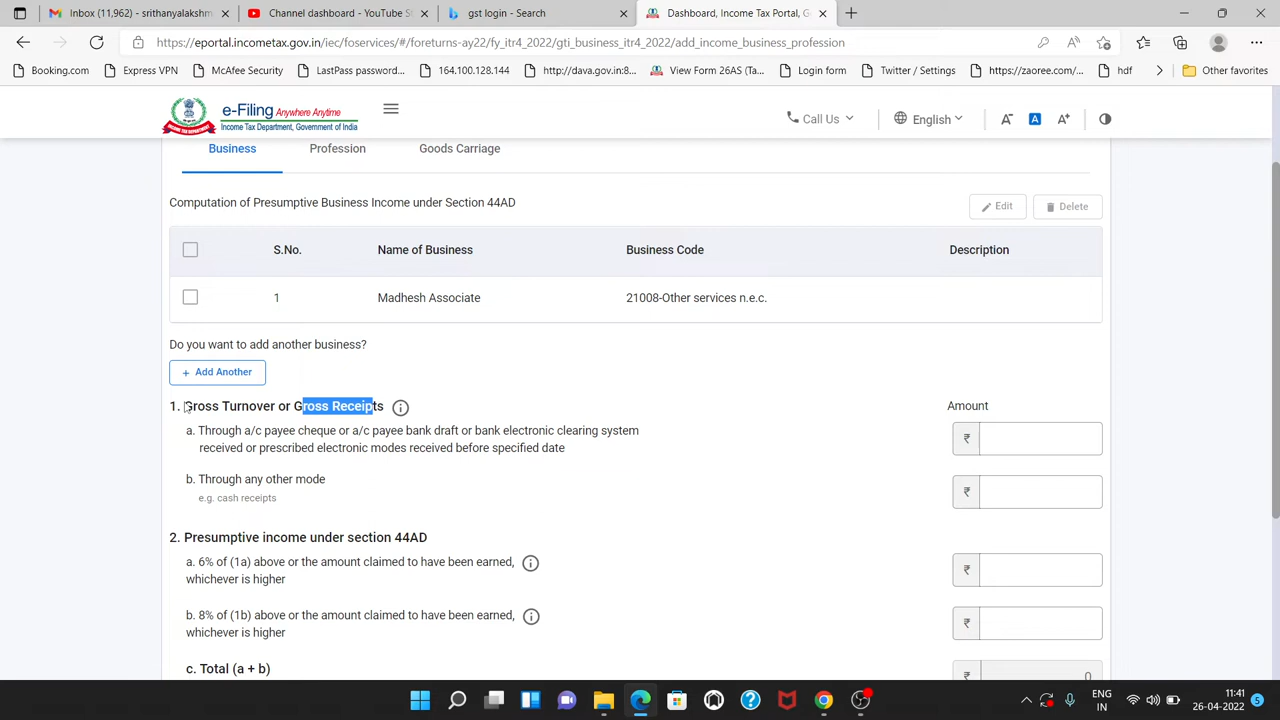 Inbox (11,962) - srithanyalakshm
Channel dashboard - YouTube S
gst login - Search
Dashboard, Income Tax Portal, G
https://eportal.incometax.gov.in/iec/foservices/#/foreturns-ay22/fy_itr4_2022/gti_business_itr4_2022/add_income_business_profession
Booking.com
Express VPN
McAfee Security
LastPass password...
164.100.128.144
http://dava.gov.in:8...
View Form 26AS (Ta...
Login form
Twitter / Settings
https://zaoree.com/...
hdf
Other favorites
e-Filing Anywhere Anytime
Income Tax Department, Government of India
Call Us
English
A-
A
A+
Business
Profession
Goods Carriage
Computation of Presumptive Business Income under Section 44AD
Edit
Delete
S.No.
Name of Business
Business Code
Description
1
Madhesh Associate
21008-Other services n.e.c.
Do you want to add another business?
+ Add Another
1. Gross Turnover or Gross Receipts
Amount
a. Through a/c payee cheque or a/c payee bank draft or bank electronic clearing system
received or prescribed electronic modes received before specified date
₹
b. Through any other mode
e.g. cash receipts
₹
2. Presumptive income under section 44AD
a. 6% of (1a) above or the amount claimed to have been earned,
whichever is higher
₹
b. 8% of (1b) above or the amount claimed to have been earned,
whichever is higher
₹
c. Total (a + b)
₹
0
ENG
IN
11:41
26-04-2022